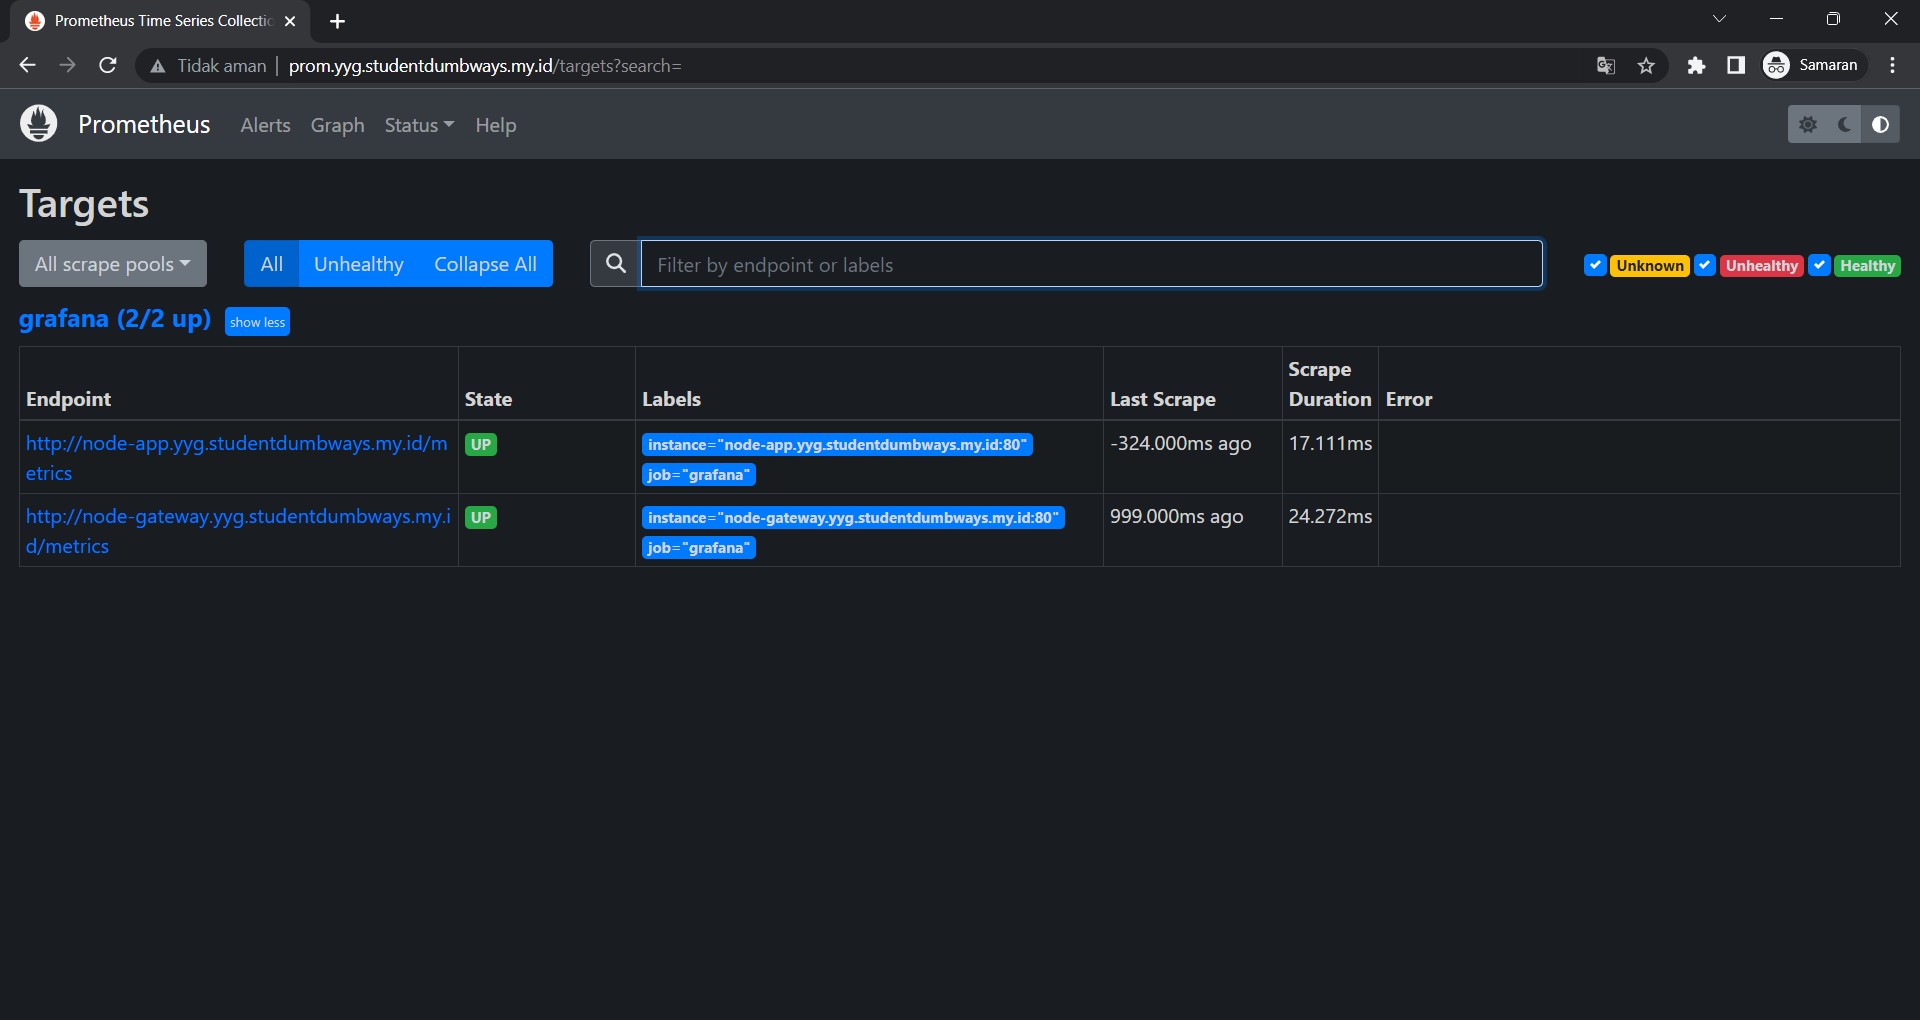 Prometheus Time Series Collectio
Tidak aman prom.yyg.studentdumbways.my.id/targets?search=
Samaran
Prometheus Alerts Graph Status Help
Targets
All scrape pools All Unhealthy Collapse All Filter by endpoint or labels Unknown Unhealthy Healthy
grafana (2/2 up) show less
Endpoint State Labels Last Scrape Scrape Duration Error
http://node-app.yyg.studentdumbways.my.id/m
etrics
UP
instance="node-app.yyg.studentdumbways.my.id:80"
job="grafana"
-324.000ms ago
17.111ms
http://node-gateway.yyg.studentdumbways.my.i
d/metrics
UP
instance="node-gateway.yyg.studentdumbways.my.id:80"
job="grafana"
999.000ms ago
24.272ms